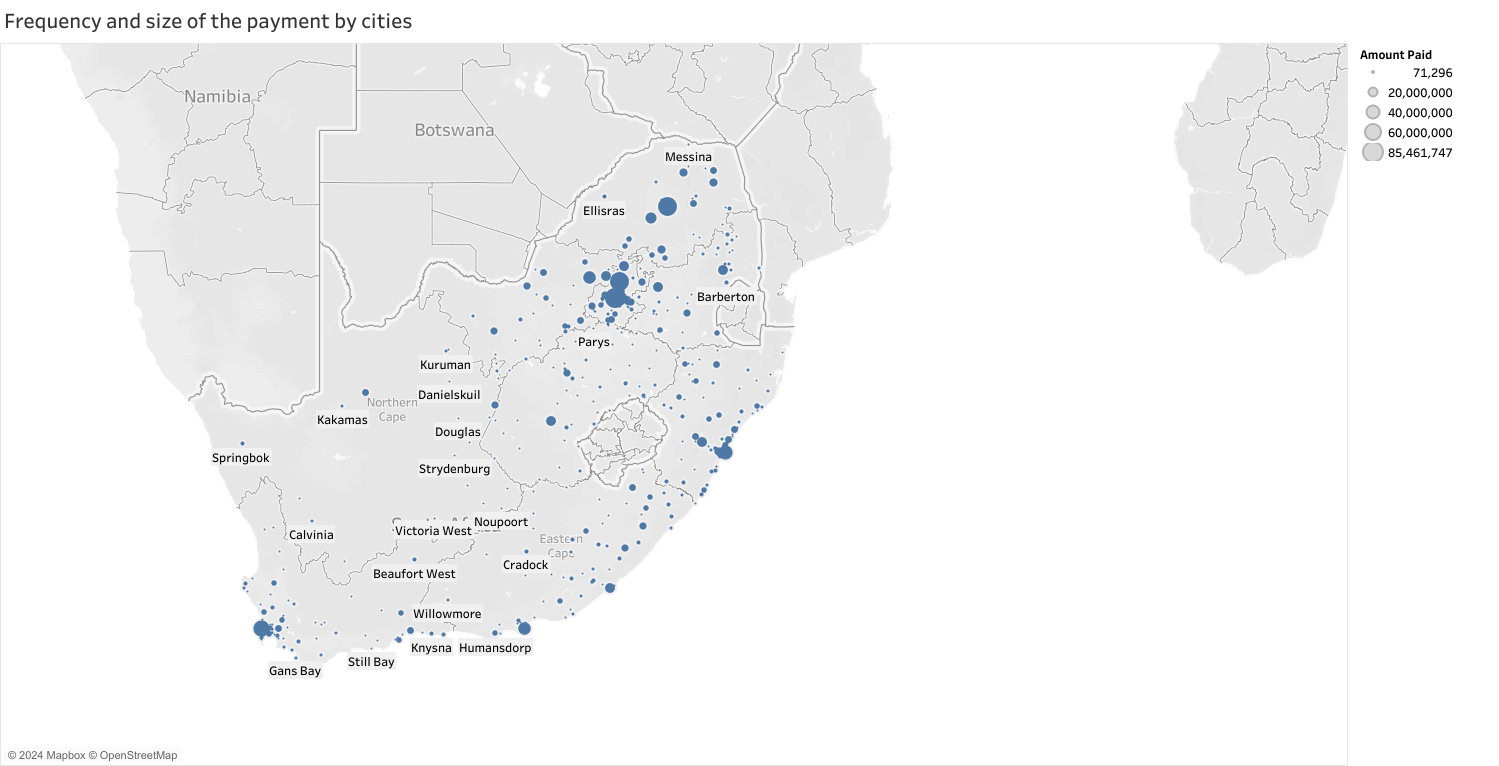 Frequency and size of the payment by cities
Amount Paid
71,296
20,000,000
40,000,000
60,000,000
85,461,747
Namibia
Botswana
Messina
Ellisras
Barberton
Parys
Kuruman
Danielskuil
Northern
Cape
Kakamas
Douglas
Springbok
Strydenburg
Noupoort
Victoria West
Calvinia
Eastern
Cape
Cradock
Beaufort West
Willowmore
Knysna
Humansdorp
Still Bay
Gans Bay
© 2024 Mapbox © OpenStreetMap